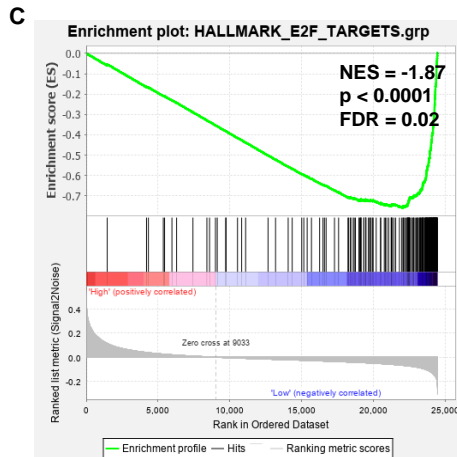 C
Enrichment plot: HALLMARK_E2F_TARGETS.grp
NES = -1.87
p < 0.0001
FDR = 0.02
Enrichment score (ES)
0.0
-0.1
-0.2
-0.3
-0.4
-0.5
-0.6
-0.7
'High' (positively correlated)
Ranked list metric (Signal2Noise)
0.4
0.2
0.0
-0.2
Zero cross at 9033
'Low' (negatively correlated)
0
5,000
10,000
15,000
20,000
25,000
Rank in Ordered Dataset
Enrichment profile
Hits
Ranking metric scores